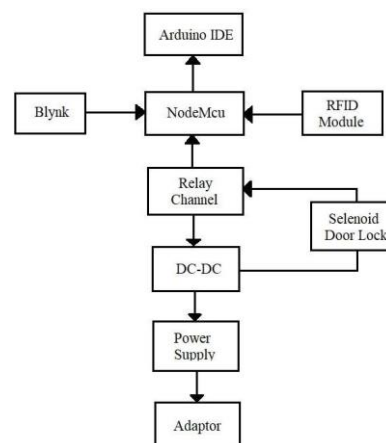 Arduino IDE
Blynk
NodeMcu
RFID
Module
Relay
Channel
Selenoid
Door Lock
DC-DC
Power
Supply
Adaptor